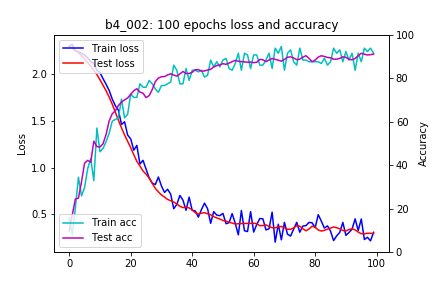 b4_002: 100 epochs loss and accuracy
Train loss
Test loss
Train acc
Test acc
Loss
2.0
1.5
1.0
0.5
Accuracy
100
80
60
40
20
0
0
20
40
60
80
100